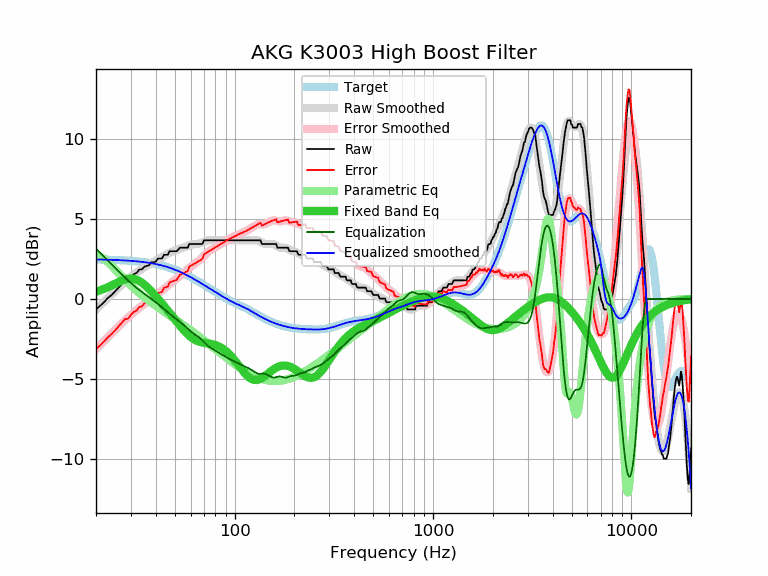 AKG K3003 High Boost Filter
Target
Raw Smoothed
Error Smoothed
Raw
Error
Parametric Eq
Fixed Band Eq
Equalization
Equalized smoothed
Amplitude (dBr)
10
5
0
−5
−10
100
1000
10000
Frequency (Hz)